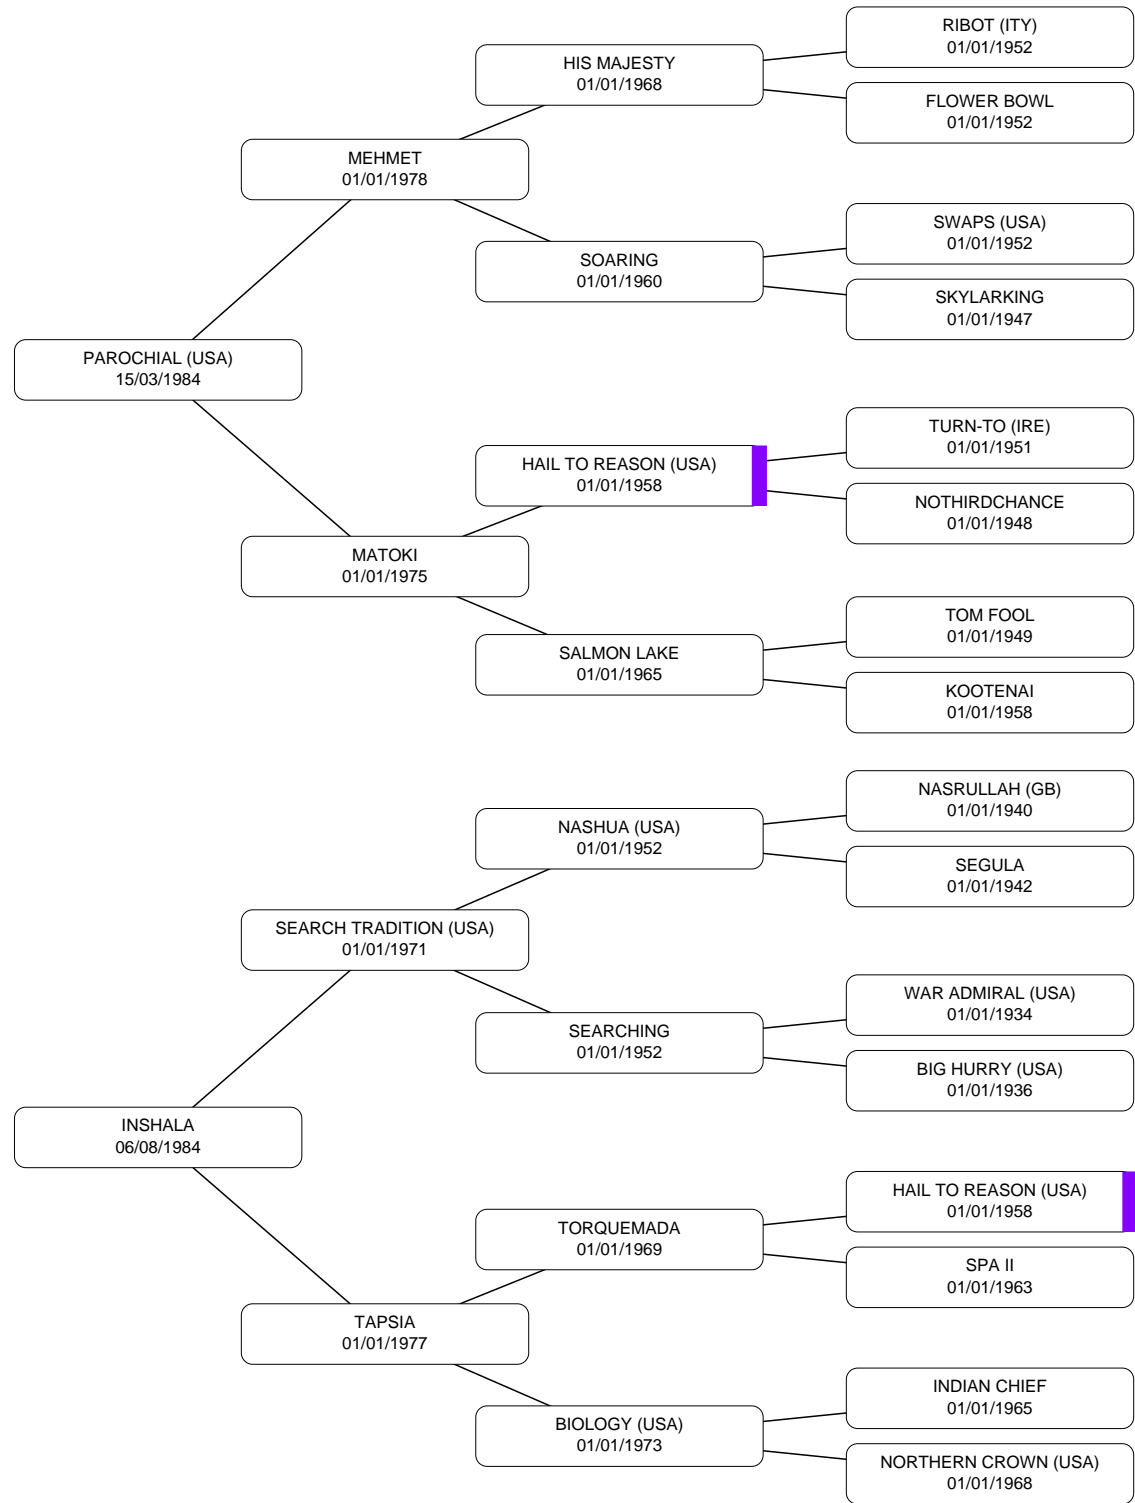 RIBOT (ITY)
01/01/1952
HIS MAJESTY
01/01/1968
FLOWER BOWL
01/01/1952
MEHMET
01/01/1978
SWAPS (USA)
01/01/1952
SOARING
01/01/1960
SKYLARKING
01/01/1947
PAROCHIAL (USA)
15/03/1984
TURN-TO (IRE)
01/01/1951
HAIL TO REASON (USA)
01/01/1958
NOTHIRDCHANCE
01/01/1948
MATOKI
01/01/1975
TOM FOOL
01/01/1949
SALMON LAKE
01/01/1965
KOOTENAI
01/01/1958
NASRULLAH (GB)
01/01/1940
NASHUA (USA)
01/01/1952
SEGULA
01/01/1942
SEARCH TRADITION (USA)
01/01/1971
WAR ADMIRAL (USA)
01/01/1934
SEARCHING
01/01/1952
BIG HURRY (USA)
01/01/1936
INSHALA
06/08/1984
HAIL TO REASON (USA)
01/01/1958
TORQUEMADA
01/01/1969
SPA II
01/01/1963
TAPSIA
01/01/1977
INDIAN CHIEF
01/01/1965
BIOLOGY (USA)
01/01/1973
NORTHERN CROWN (USA)
01/01/1968